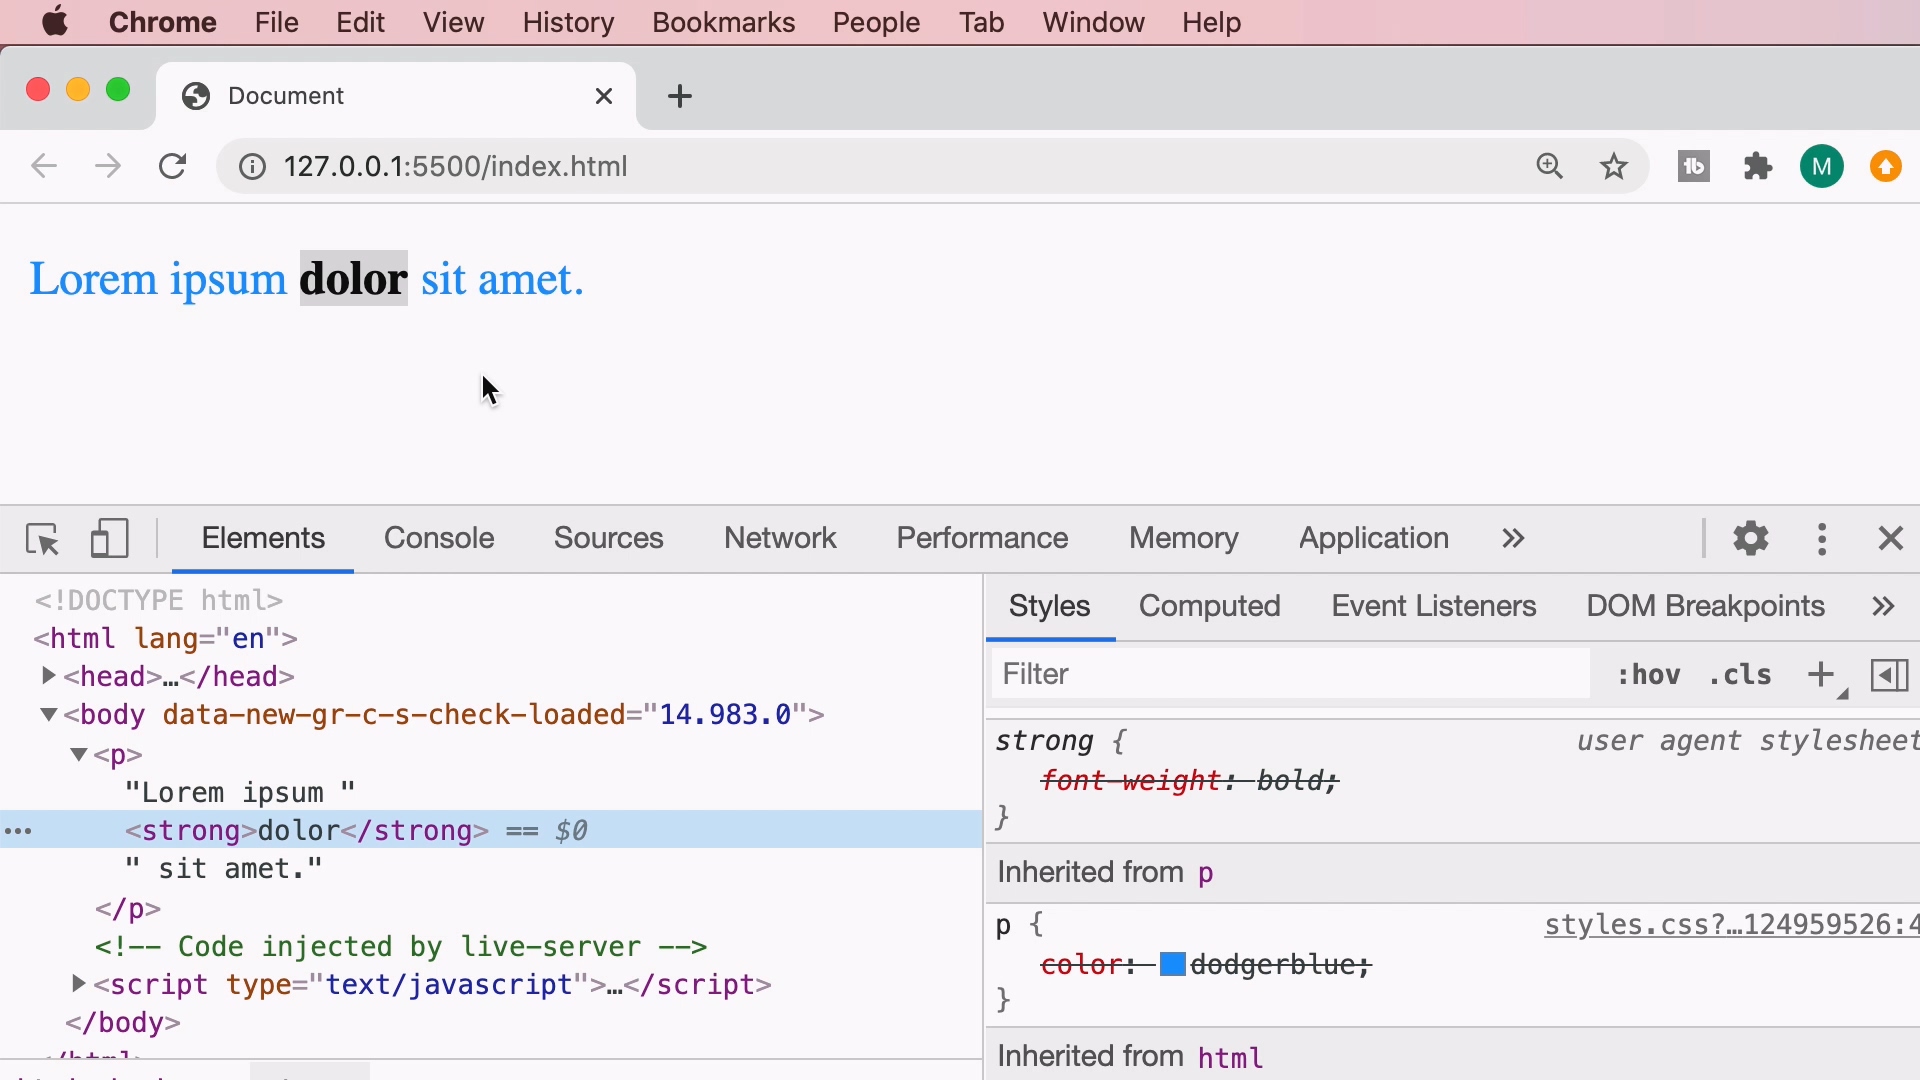 Chrome File Edit View History Bookmarks People Tab Window Help
Document
127.0.0.1:5500/index.html
M
Lorem ipsum dolor sit amet.
Elements Console Sources Network Performance Memory Application
<!DOCTYPE html>
<html lang="en">
<head>…</head>
<body data-new-gr-c-s-check-loaded="14.983.0">
<p>
"Lorem ipsum "
<strong>dolor</strong> == $0
" sit amet."
</p>
<!-- Code injected by live-server -->
<script type="text/javascript">…</script>
</body>
Styles Computed Event Listeners DOM Breakpoints
Filter :hov .cls
strong { user agent stylesheet
font-weight: bold;
}
Inherited from p
p { styles.css?…124959526:4
color: dodgerblue;
}
Inherited from html